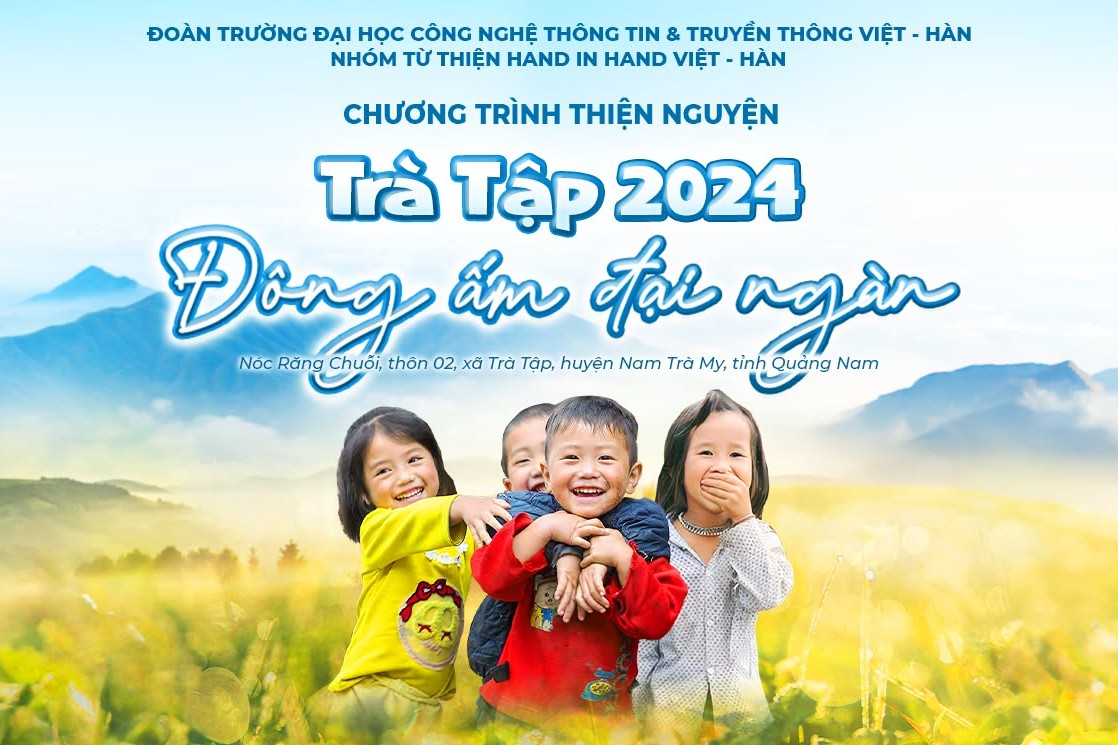 ĐOÀN TRƯỜNG ĐẠI HỌC CÔNG NGHỆ THÔNG TIN & TRUYỀN THÔNG VIỆT - HÀN
NHÓM TỪ THIỆN HAND IN HAND VIỆT - HÀN
CHƯƠNG TRÌNH THIỆN NGUYỆN
Trà Tập 2024
Đông ấm đại ngàn
Nóc Răng Chuỗi, thôn 02, xã Trà Tập, huyện Nam Trà My, tỉnh Quảng Nam